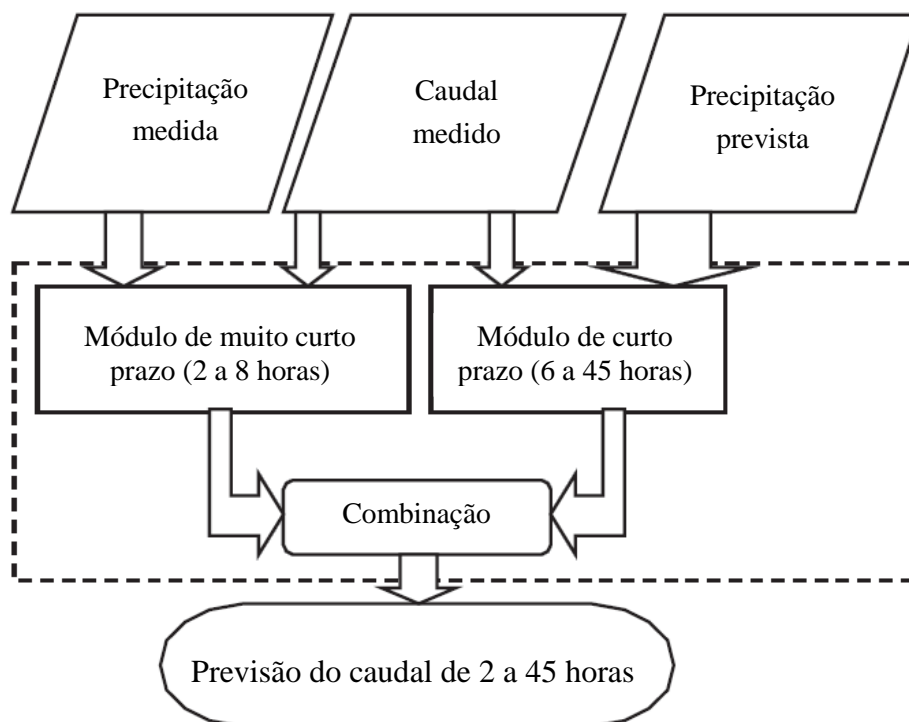 Precipitação
medida
Caudal
medido
Precipitação
prevista
Módulo de muito curto
prazo (2 a 8 horas)
Módulo de curto
prazo (6 a 45 horas)
Combinação
Previsão do caudal de 2 a 45 horas